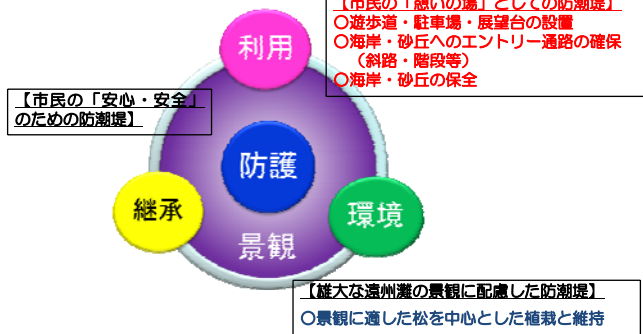 【市民の「憩いの場」としての防潮堤】
〇遊歩道・駐車場・展望台の設置
〇海岸・砂丘へのエントリー通路の確保
（斜路・階段等）
〇海岸・砂丘の保全
利用
【市民の「安心・安全」
のための防潮堤】
防護
継承
環境
景観
【雄大な遠州灘の景観に配慮した防潮堤】
〇景観に適した松を中心とした植栽と維持